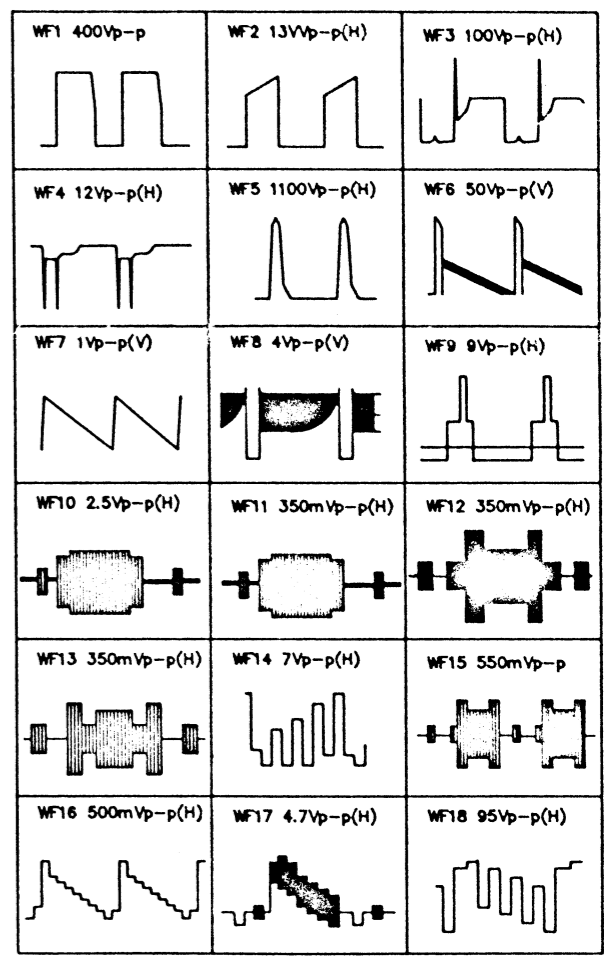 WF1 400Vp-p
WF2 13VVp-p(H)
WF3 100Vp-p(H)
WF4 12Vp-p(H)
WF5 1100Vp-p(H)
WF6 50Vp-p(V)
WF7 1Vp-p(V)
WF8 4Vp-p(V)
WF9 9Vp-p(H)
WF10 2.5Vp-p(H)
WF11 350mVp-p(H)
WF12 350mVp-p(H)
WF13 350mVp-p(H)
WF14 7Vp-p(H)
WF15 550mVp-p
WF16 500mVp-p(H)
WF17 4.7Vp-p(H)
WF18 95Vp-p(H)